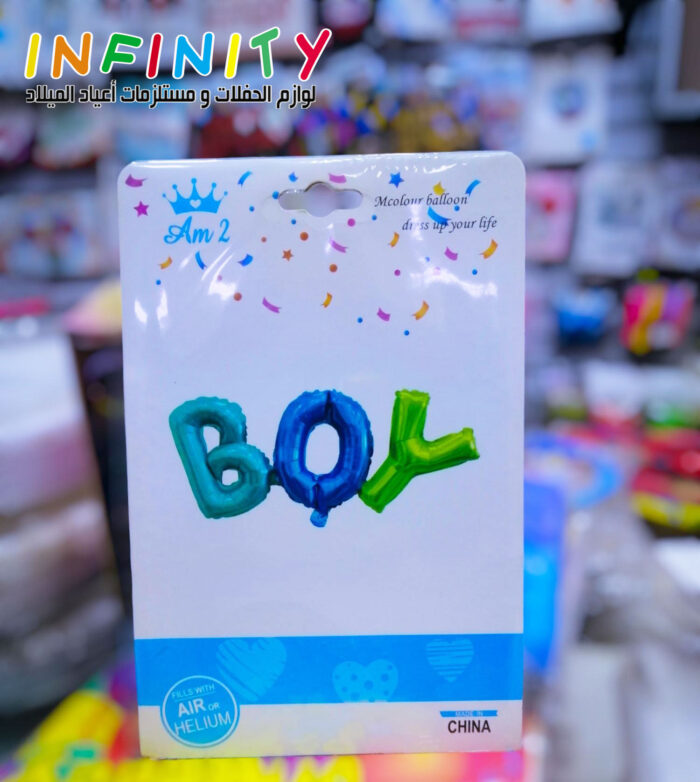 INFINITY
لوازم الحفلات و مستلزمات أعياد الميلاد
Am 2
Mcolour balloon
dress up your life
BOY
FILLS WITH
AIR OR
HELIUM
MADE IN
CHINA